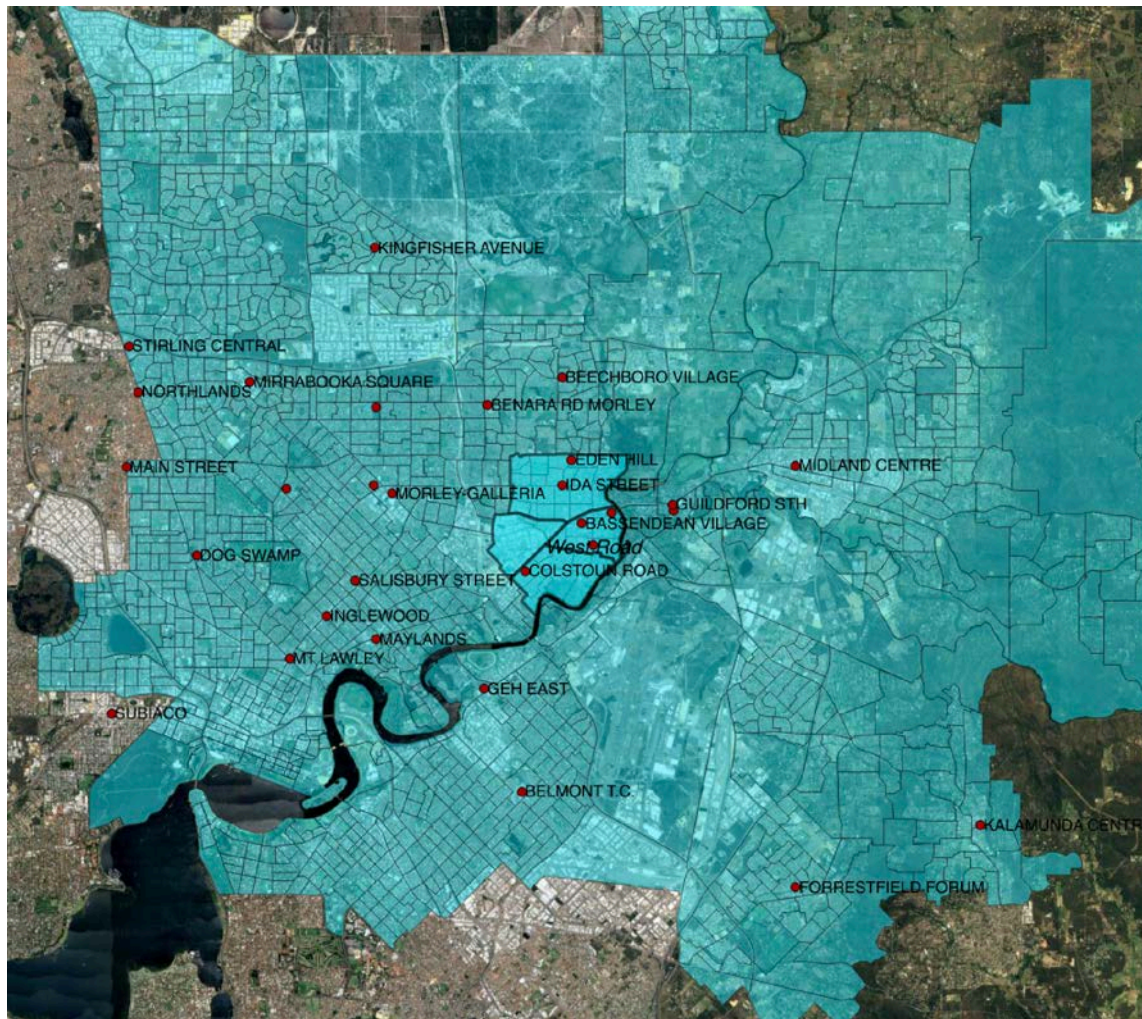 KINGFISHER AVENUE
STIRLING CENTRAL
MIRRABOOKA SQUARE
BEECHBORO VILLAGE
NORTHLANDS
BENARA RD MORLEY
EDEN HILL
MAIN STREET
MIDLAND CENTRE
IDA STREET
MORLEY-GALLERIA
GUILDFORD STH
BASSENDEAN VILLAGE
West Road
DOG SWAMP
COLSTOUN ROAD
SALISBURY STREET
INGLEWOOD
MAYLANDS
MT LAWLEY
GEH EAST
SUBIACO
BELMONT T.C
KALAMUNDA CENTR
FORRESTFIELD FORUM